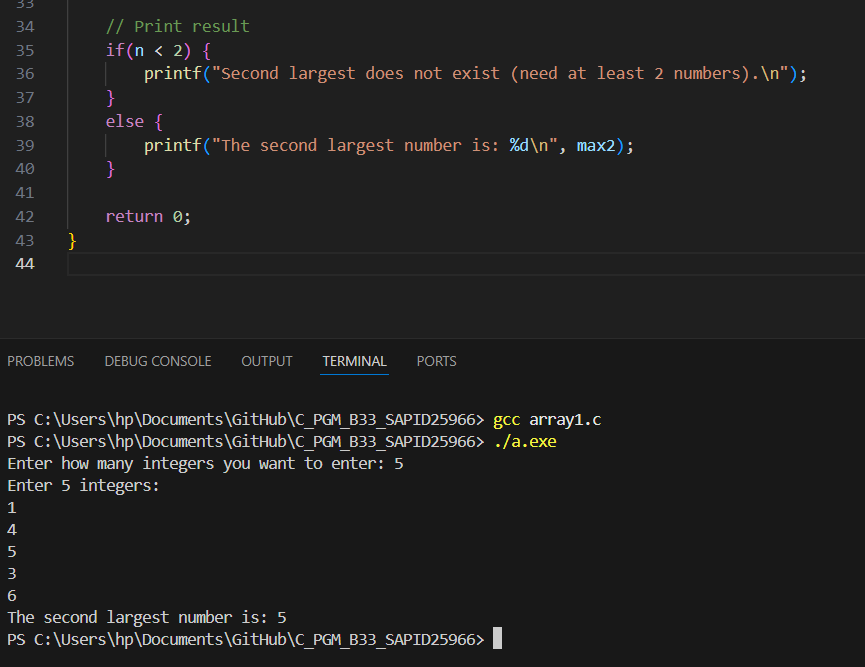 33
34 // Print result
35 if(n < 2) {
36 printf("Second largest does not exist (need at least 2 numbers).\n");
37 }
38 else {
39 printf("The second largest number is: %d\n", max2);
40 }
41
42 return 0;
43 }
44
PROBLEMS DEBUG CONSOLE OUTPUT TERMINAL PORTS
PS C:\Users\hp\Documents\GitHub\C_PGM_B33_SAPID25966> gcc array1.c
PS C:\Users\hp\Documents\GitHub\C_PGM_B33_SAPID25966> ./a.exe
Enter how many integers you want to enter: 5
Enter 5 integers:
1
4
5
3
6
The second largest number is: 5
PS C:\Users\hp\Documents\GitHub\C_PGM_B33_SAPID25966>